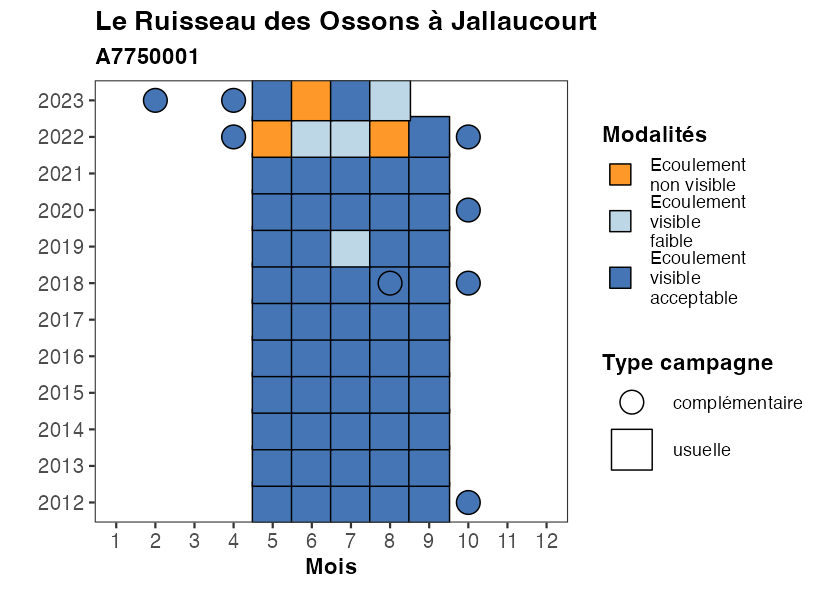 Le Ruisseau des Ossons à Jallaucourt
A7750001
2023
2022
2021
2020
2019
2018
2017
2016
2015
2014
2013
2012
1 2 3 4 5 6 7 8 9 10 11 12
Mois
Modalités
Ecoulement
non visible
Ecoulement
visible
faible
Ecoulement
visible
acceptable
Type campagne
complémentaire
usuelle